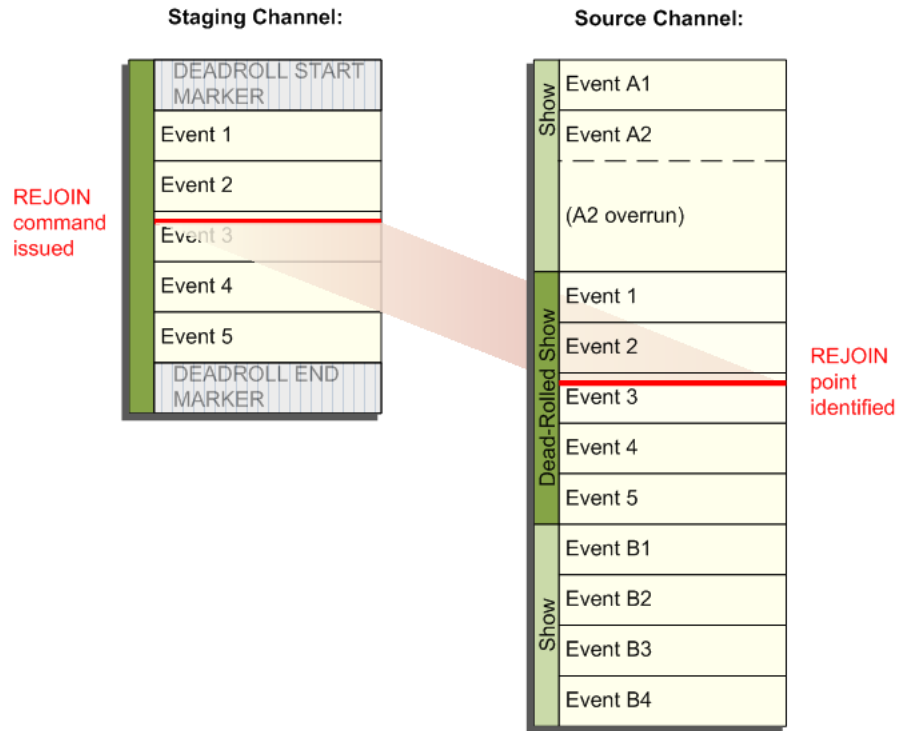 Staging Channel:
DEADROLL START
MARKER
Event 1
Event 2
REJOIN
command
issued
Event 3
Event 4
Event 5
DEADROLL END
MARKER
Source Channel:
Show
Event A1
Event A2
(A2 overrun)
Dead-Rolled Show
Event 1
Event 2
REJOIN
point
identified
Event 3
Event 4
Event 5
Show
Event B1
Event B2
Event B3
Event B4